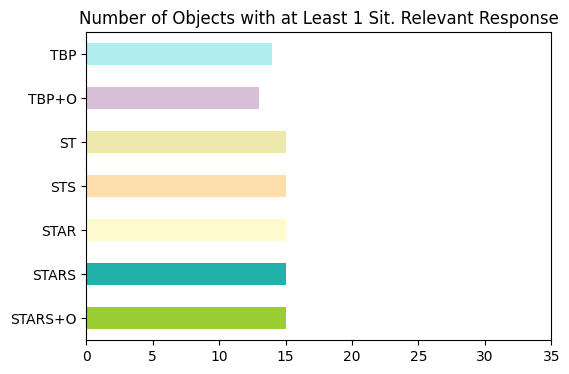 Number of Objects with at Least 1 Sit. Relevant Response
TBP
TBP+O
ST
STS
STAR
STARS
STARS+O
0 5 10 15 20 25 30 35